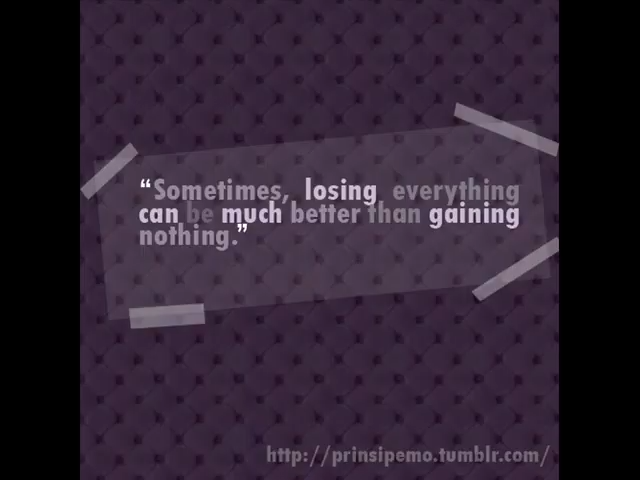 “Sometimes, losing everything
can be much better than gaining
nothing.”
http://prinsipemo.tumblr.com/